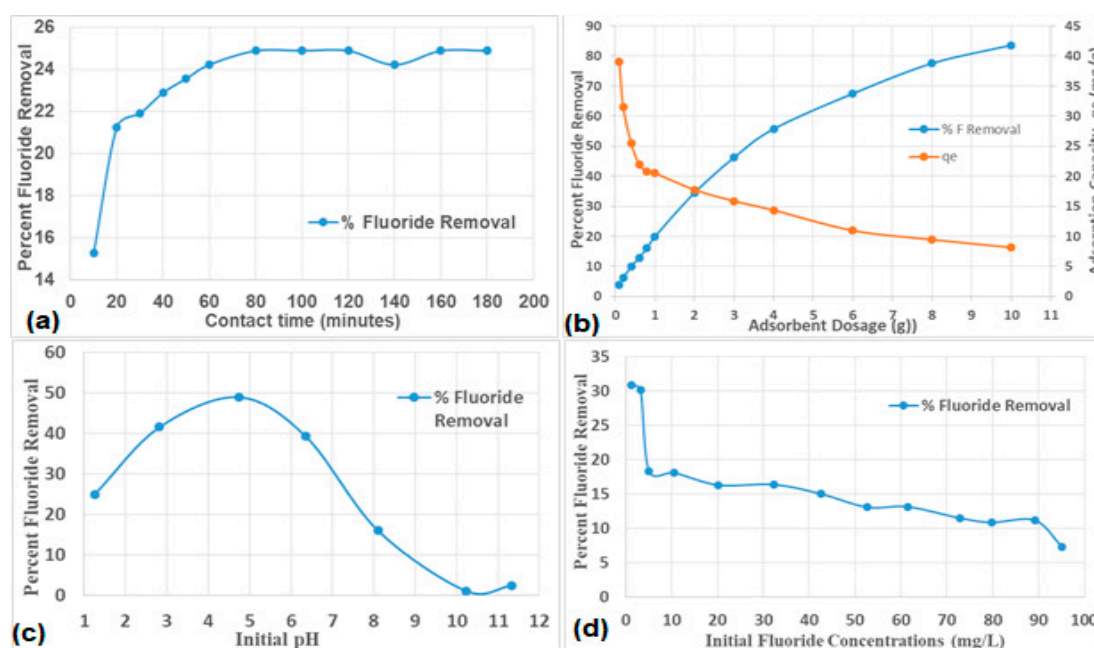 Percent Fluoride Removal
26
24
22
20
18
16
14
% Fluoride Removal
0 20 40 60 80 100 120 140 160 180 200
Contact time (minutes)
(a)
Percent Fluoride Removal
90
80
70
60
50
40
30
20
10
0
% F Removal
qe
45
40
35
30
25
20
15
10
5
0
Adsorption Capacity, qe (mg/g)
0 1 2 3 4 5 6 7 8 9 10 11
Adsorbent Dosage (g))
(b)
Percent Fluoride Removal
60
50
40
30
20
10
0
% Fluoride
Removal
1 2 3 4 5 6 7 8 9 10 11 12
Initial pH
(c)
Percent Fluoride Removal
35
30
25
20
15
10
5
0
% Fluoride Removal
0 10 20 30 40 50 60 70 80 90 100
Initial Fluoride Concentrations (mg/L)
(d)